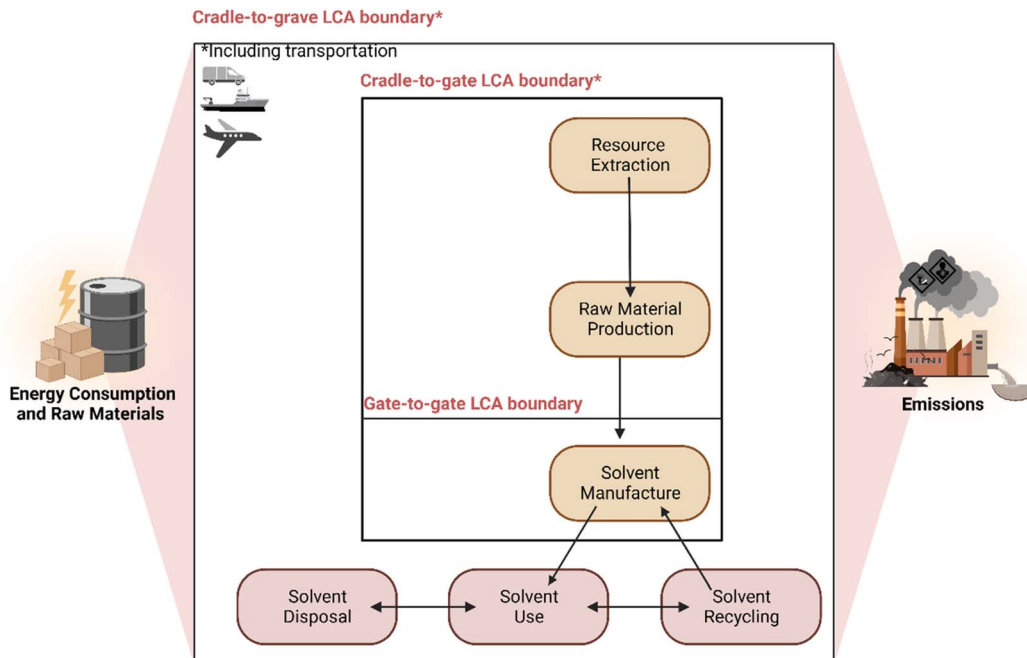 Cradle-to-grave LCA boundary*
*Including transportation
Cradle-to-gate LCA boundary*
Resource
Extraction
Raw Material
Production
Energy Consumption
and Raw Materials
Emissions
Gate-to-gate LCA boundary
Solvent
Manufacture
Solvent
Disposal
Solvent
Use
Solvent
Recycling